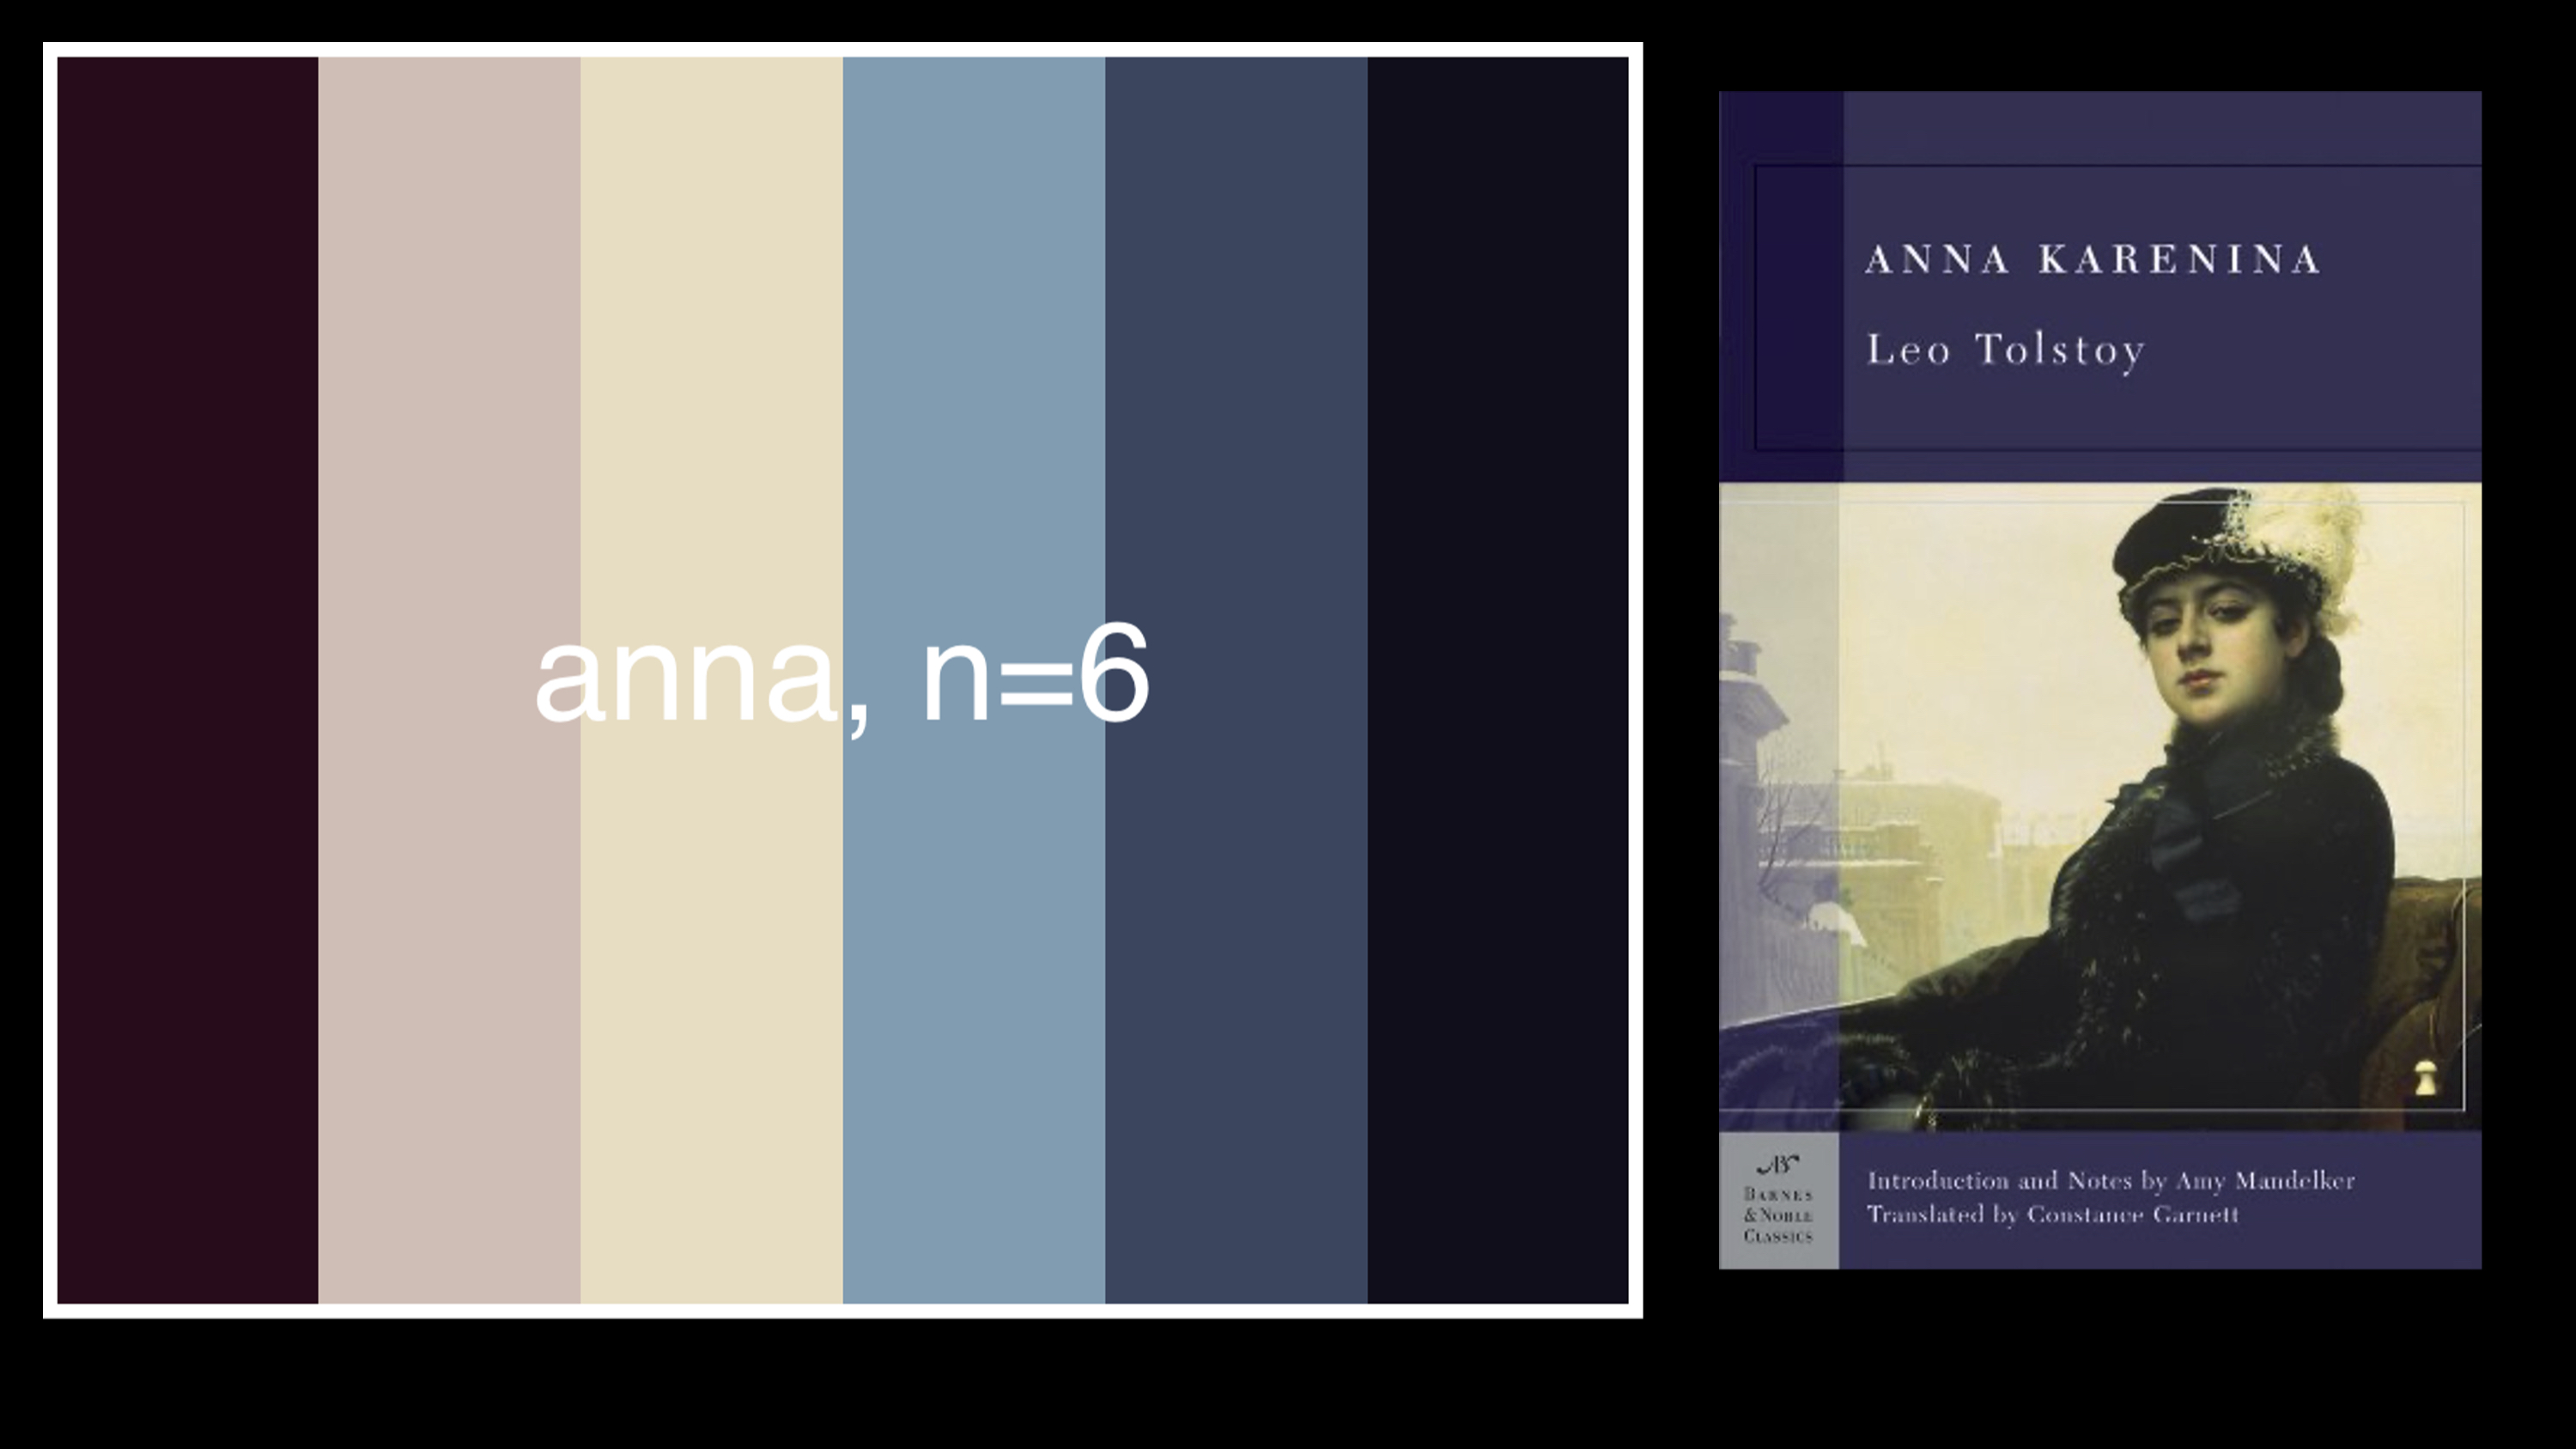 anna, n=6
ANNA KARENINA
Leo Tolstoy
BARNES
& NOBLE
CLASSICS
Introduction and Notes by Amy Mandelker
Translated by Constance Garnett